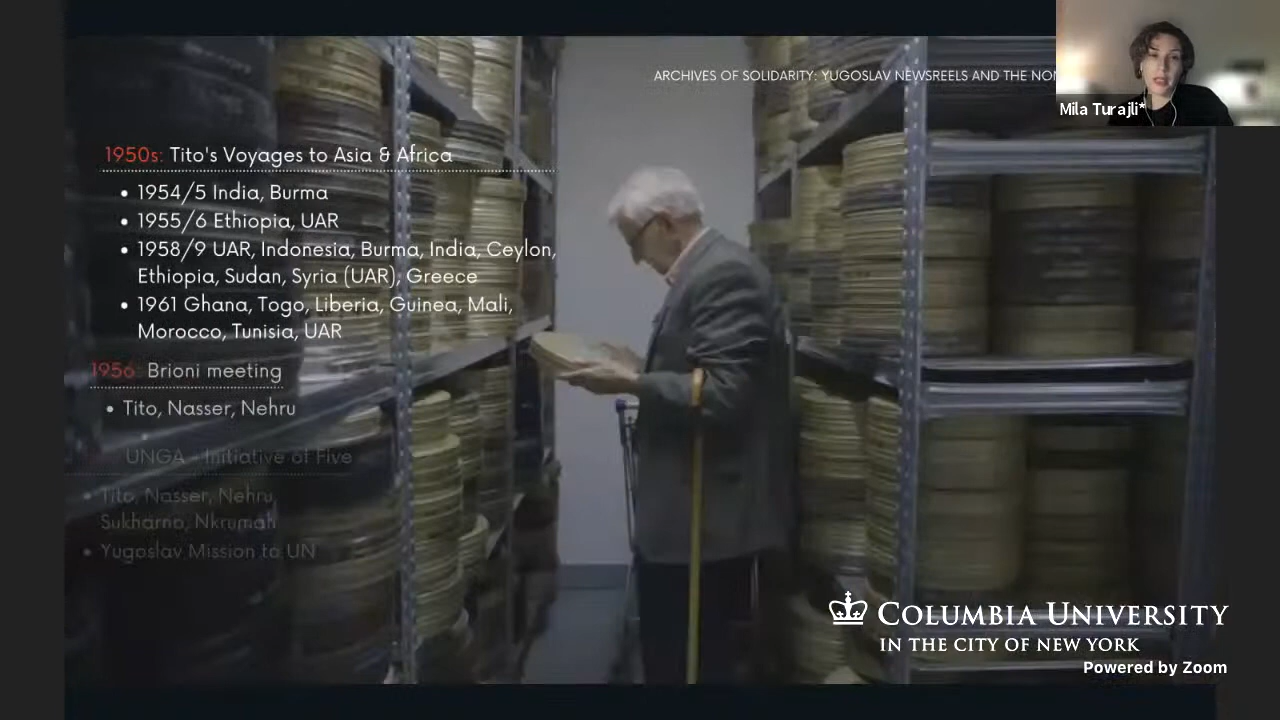 ARCHIVES OF SOLIDARITY: YUGOSLAV NEWSREELS AND THE NON
Mila Turajli*
1950s: Tito's Voyages to Asia & Africa
• 1954/5 India, Burma
• 1955/6 Ethiopia, UAR
• 1958/9 UAR, Indonesia, Burma, India, Ceylon,
Ethiopia, Sudan, Syria (UAR), Greece
• 1961 Ghana, Togo, Liberia, Guinea, Mali,
Morocco, Tunisia, UAR
1956: Brioni meeting
• Tito, Nasser, Nehru
UNGA - Initiative of Five
• Tito, Nasser, Nehru,
Sukharno, Nkrumah
• Yugoslav Mission to UN
COLUMBIA UNIVERSITY
IN THE CITY OF NEW YORK
Powered by Zoom